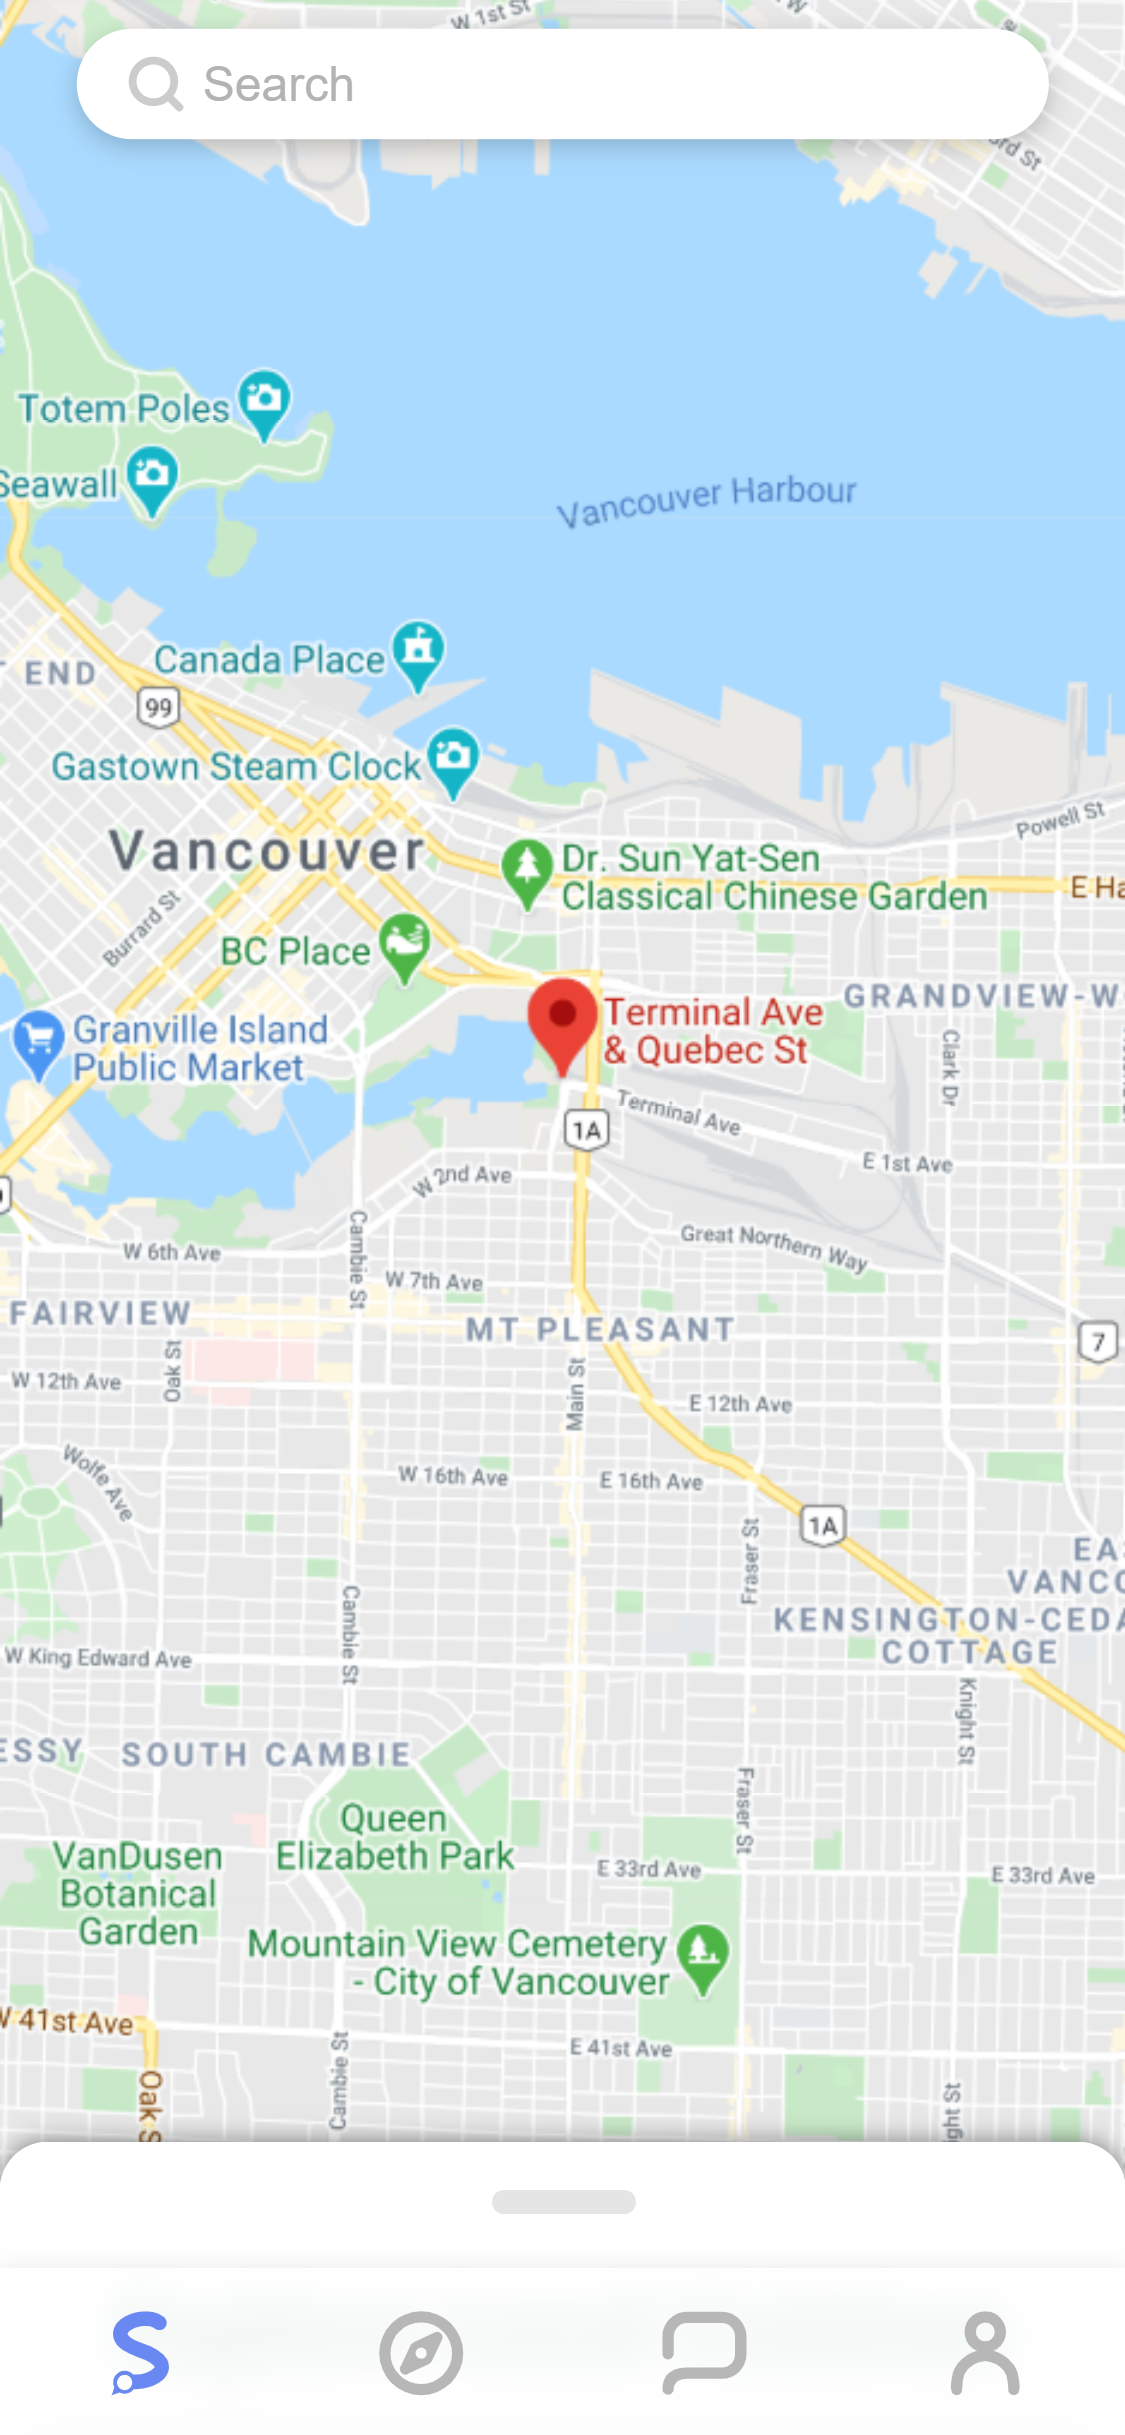 W 1st St
W
Search
Totem Poles
Seawall
Vancouver Harbour
END
Canada Place
99
Gastown Steam Clock
Powell St
Vancouver
Dr. Sun Yat-Sen
Classical Chinese Garden
E Ha
Burrard St
BC Place
GRANDVIEW-W
Granville Island
Public Market
Terminal Ave
& Quebec St
Clark Dr
Terminal Ave
1A
E 1st Ave
W 2nd Ave
Cambie St
Great Northern Way
W 6th Ave
W 7th Ave
FAIRVIEW
MT PLEASANT
7
Oak St
W 12th Ave
Main St
E 12th Ave
Wolfe Ave
W 16th Ave
E 16th Ave
1A
Fraser St
EAS
VANCO
Cambie St
KENSINGTON-CEDA
COTTAGE
W King Edward Ave
Knight St
ESSY
SOUTH CAMBIE
Fraser St
Queen
Elizabeth Park
VanDusen
Botanical
Garden
E 33rd Ave
E 33rd Ave
Mountain View Cemetery
- City of Vancouver
W 41st Ave
E 41st Ave
Cambie St
Oak S
ight St